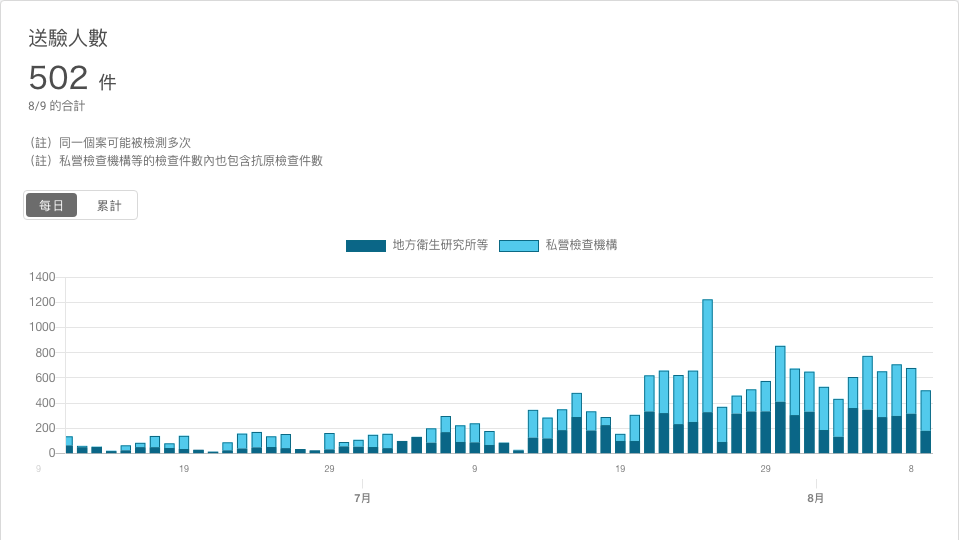 送驗人數
502 件
8/9 的合計
（註）同一個案可能被檢測多次
（註）私營檢查機構等的檢查件數內也包含抗原檢查件數
每日 累計
地方衛生研究所等 私營檢查機構
1400
1200
1000
800
600
400
200
0
9 19 29 9 19 29 8
7月 8月